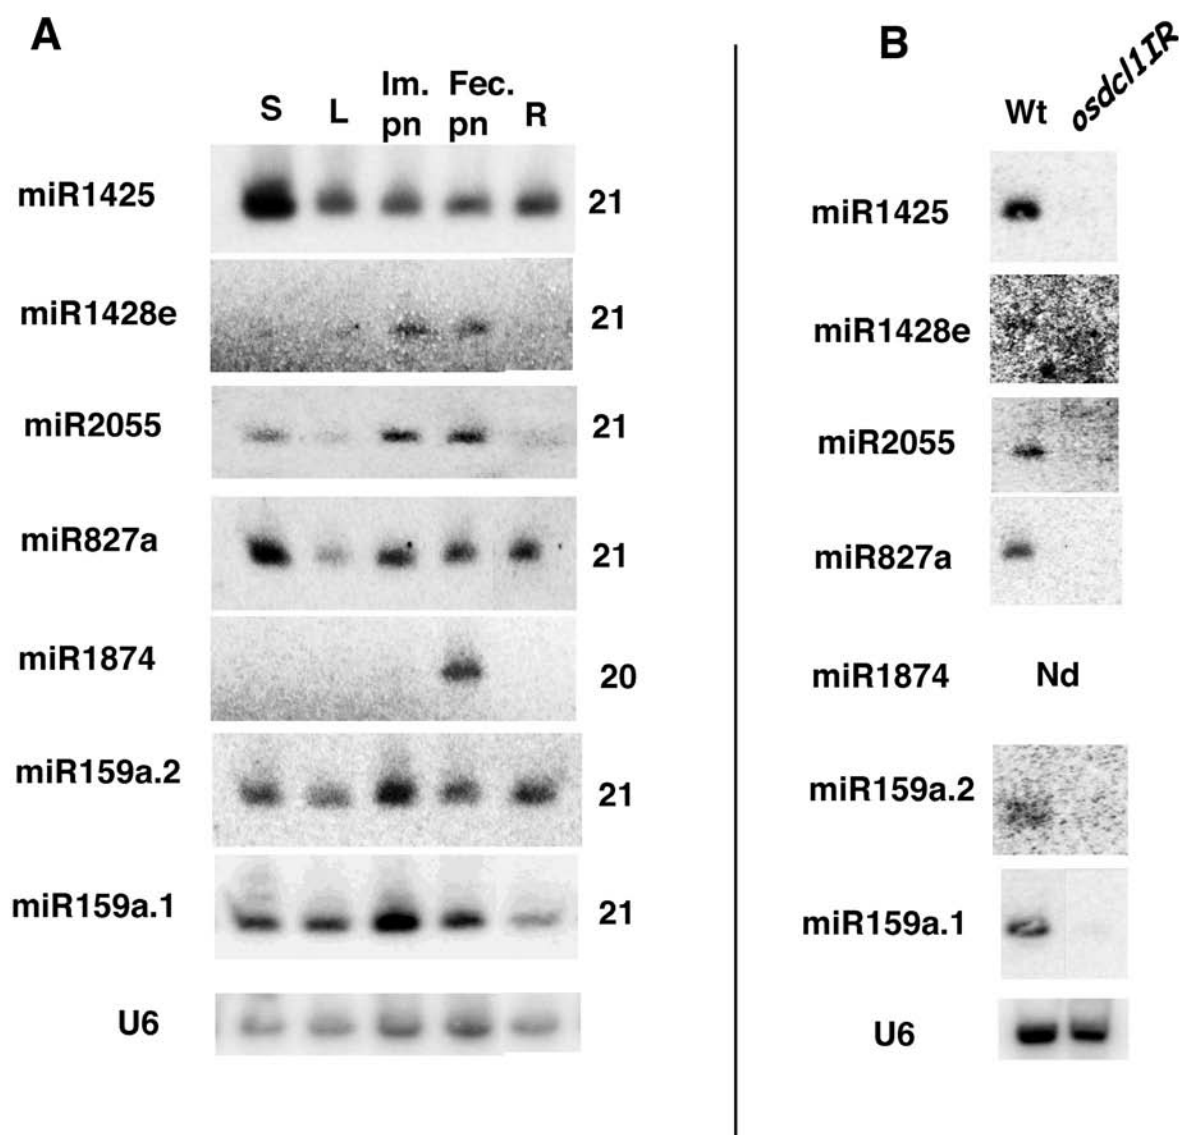 A
S L Im. pn Fec. pn R
miR1425 21
miR1428e 21
miR2055 21
miR827a 21
miR1874 20
miR159a.2 21
miR159a.1 21
U6
B
Wt osdcl1IR
miR1425
miR1428e
miR2055
miR827a
miR1874 Nd
miR159a.2
miR159a.1
U6